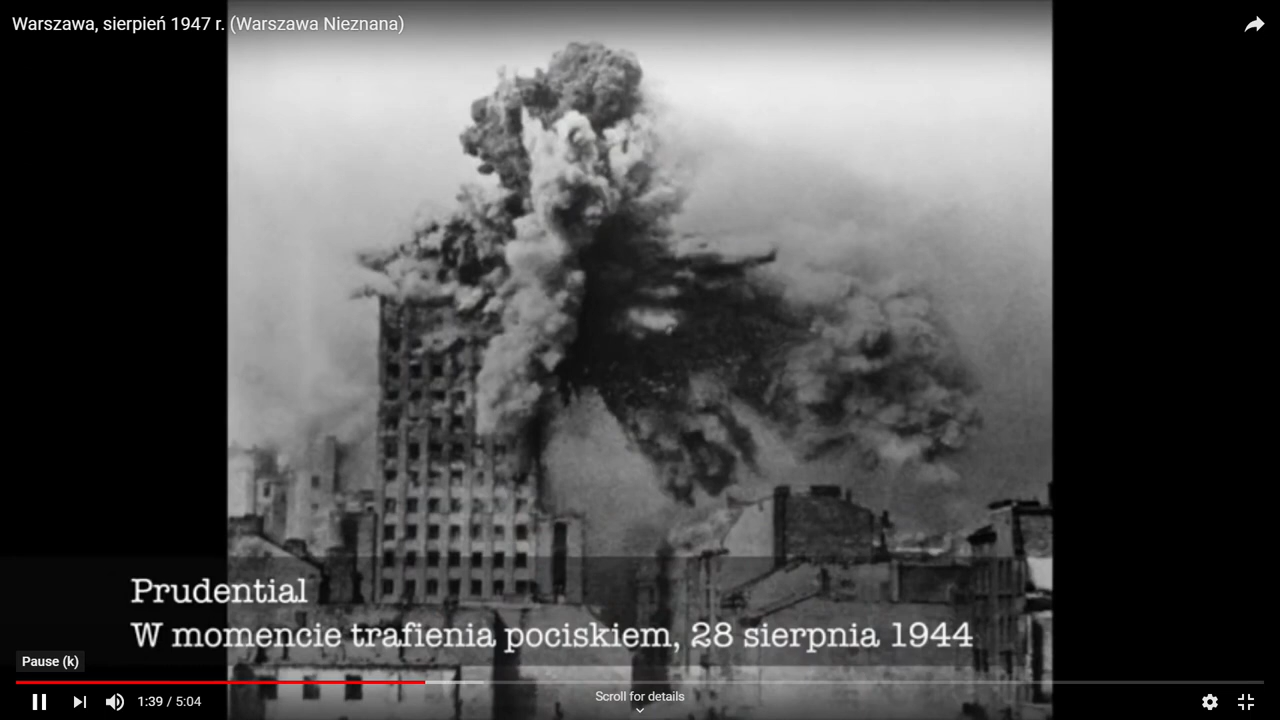 Warszawa, sierpień 1947 r. (Warszawa Nieznana)
Prudential
W momencie trafienia pociskiem, 28 sierpnia 1944
Pause (k)
1:39 / 5:04
Scroll for details